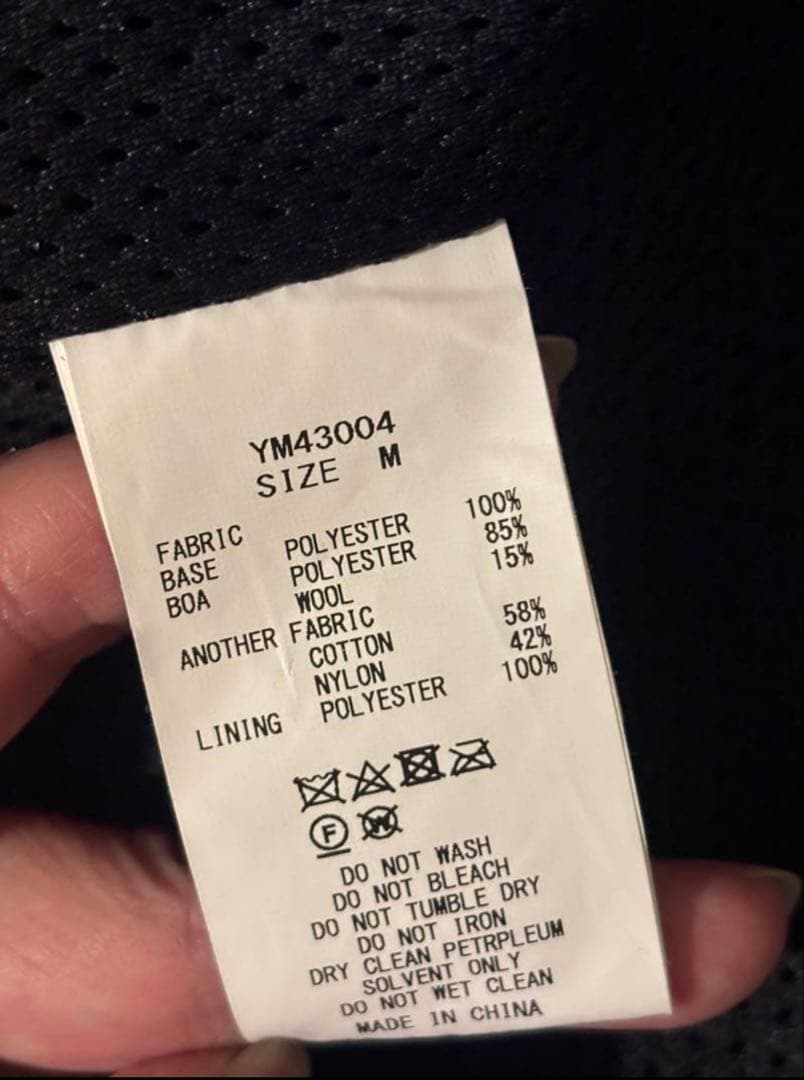 YM43004
SIZE M
FABRIC
BASE POLYESTER 100%
BOA POLYESTER 85%
WOOL 15%
ANOTHER FABRIC
COTTON 58%
NYLON 42%
LINING POLYESTER 100%
F W
DO NOT WASH
DO NOT BLEACH
DO NOT TUMBLE DRY
DO NOT IRON
DRY CLEAN PETRPLEUM
SOLVENT ONLY
DO NOT WET CLEAN
MADE IN CHINA